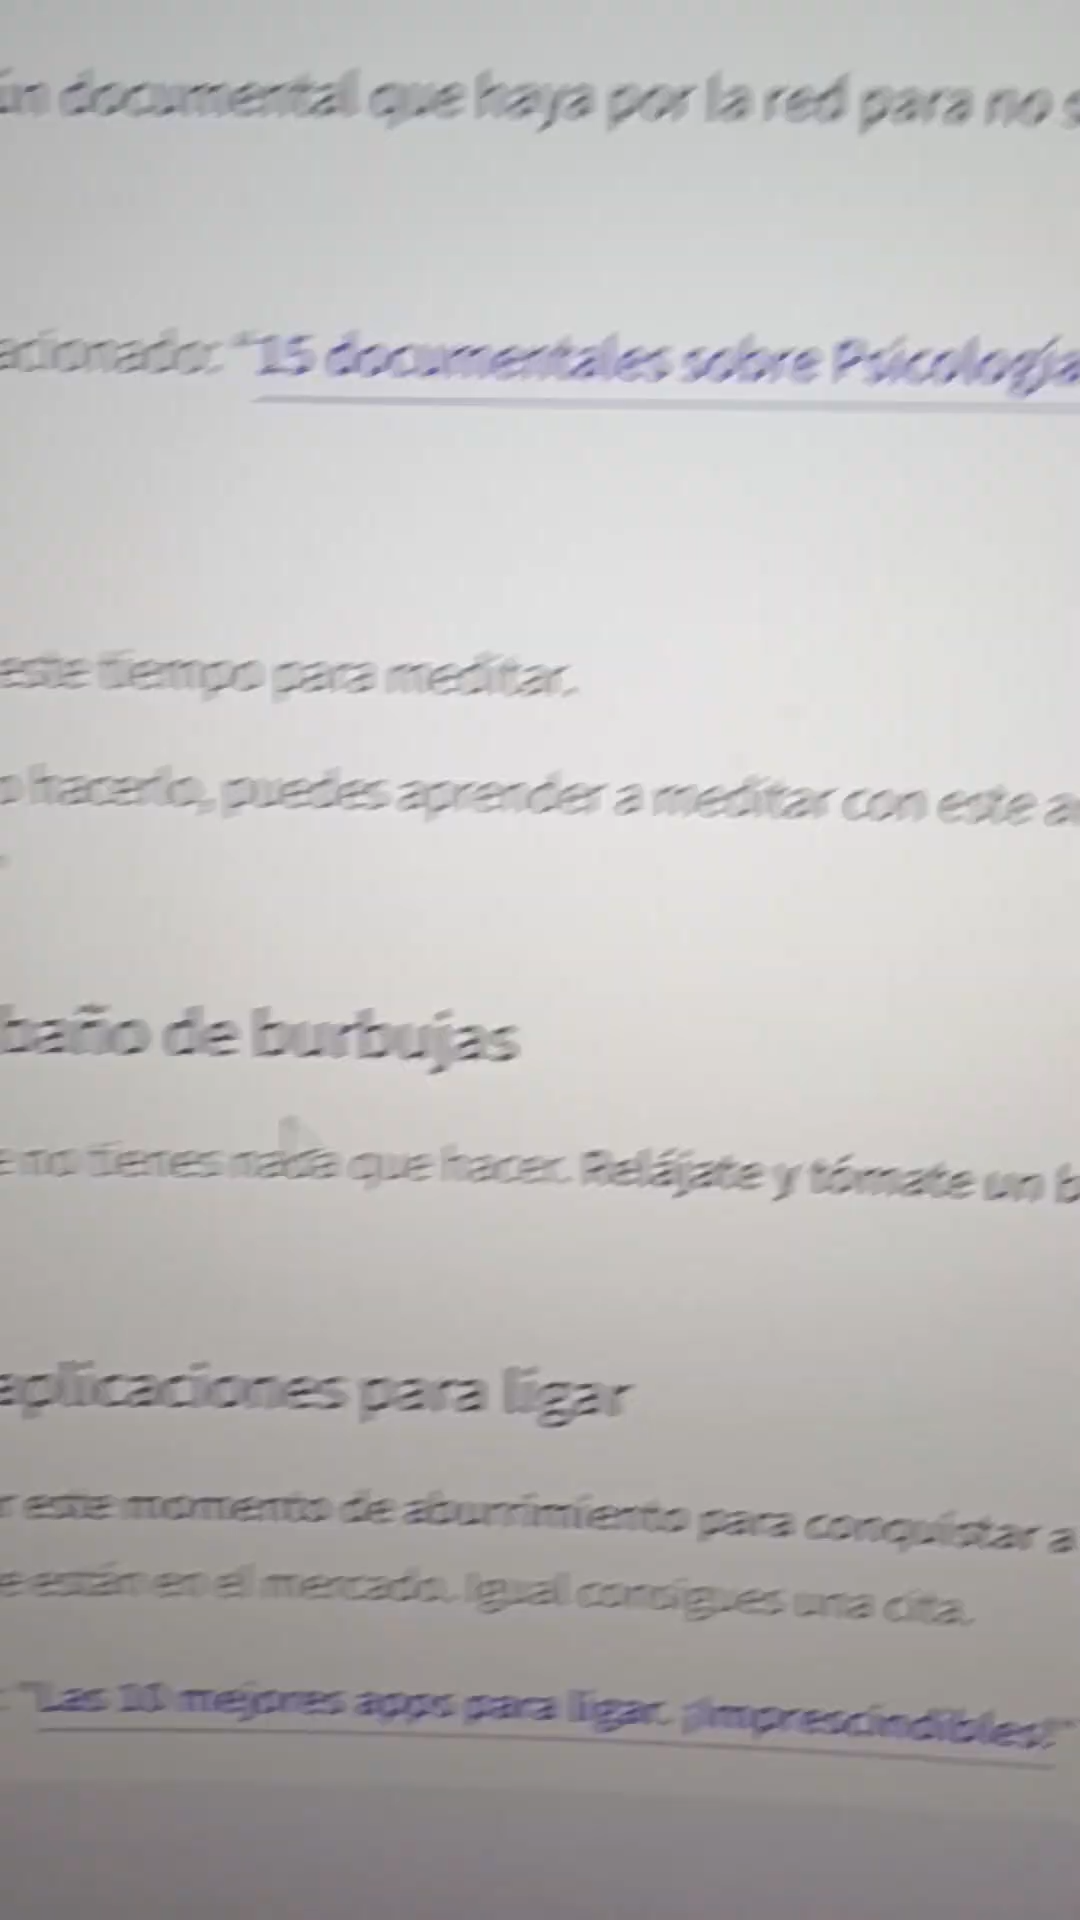 ún documental que haya por la red para no s
acionado: "15 documentales sobre Psicología
este tiempo para meditar.
o hacerlo, puedes aprender a meditar con este a
.
baño de burbujas
e no tienes nada que hacer. Relájate y tómate un b
aplicaciones para ligar
r este momento de aburrimiento para conquistar a
e están en el mercado. Igual consigues una cita.
: "Las 10 mejores apps para ligar. ¡Imprescindibles!"